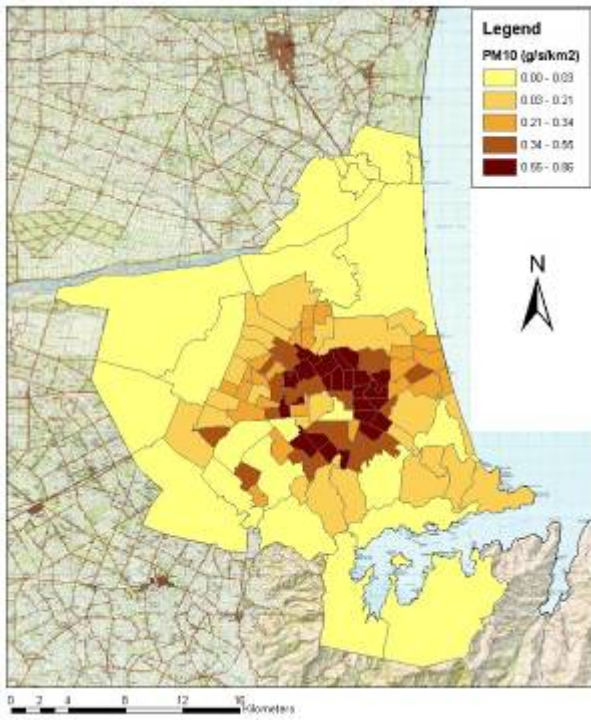 Legend
PM10 (g/s/km2)
0.00 - 0.03
0.03 - 0.21
0.21 - 0.34
0.34 - 0.55
0.55 - 0.86
N
0 2 4 8 12 16
Kilometers